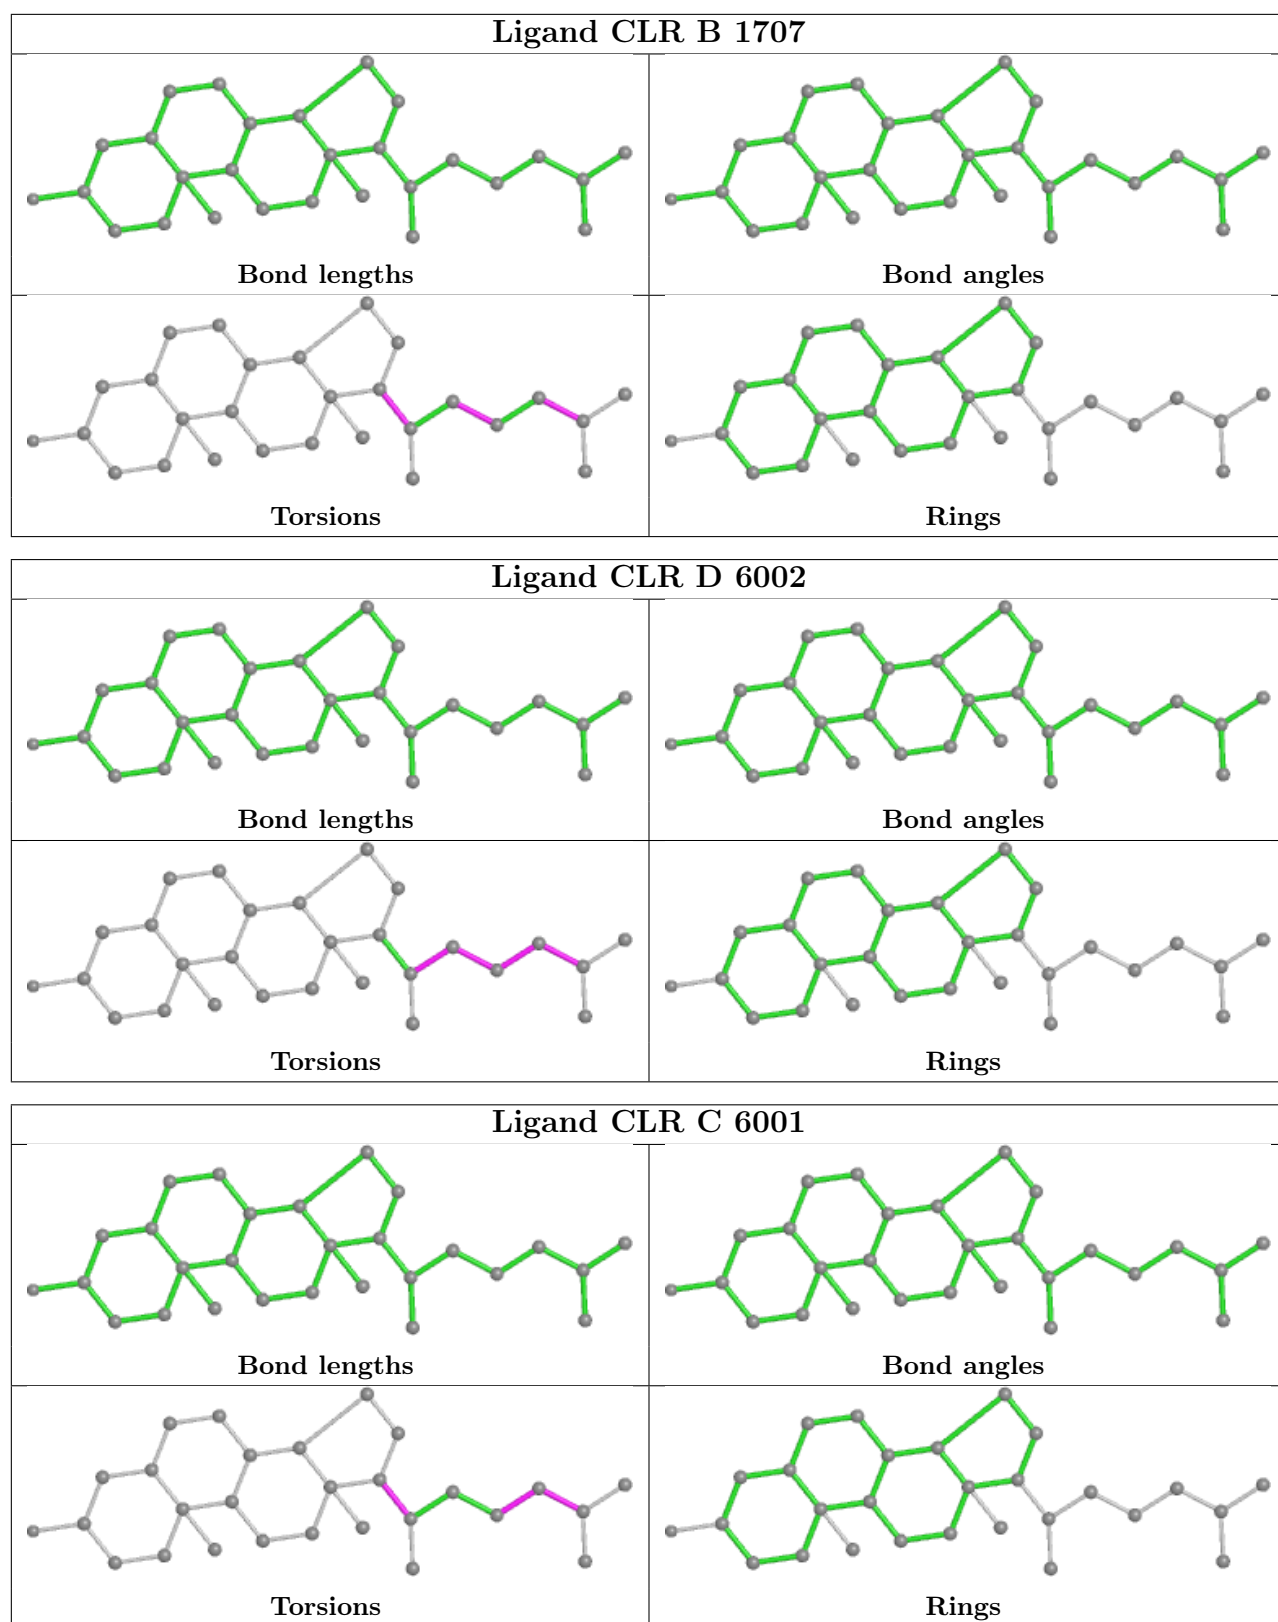 Ligand CLR B 1707
Bond lengths
Bond angles
Torsions
Rings
Ligand CLR D 6002
Bond lengths
Bond angles
Torsions
Rings
Ligand CLR C 6001
Bond lengths
Bond angles
Torsions
Rings